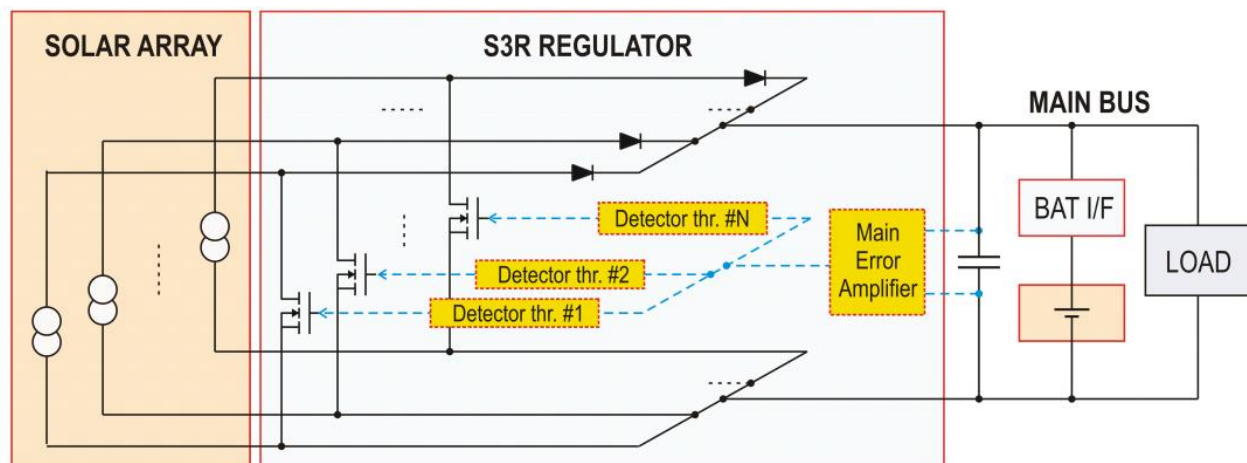 SOLAR ARRAY
S3R REGULATOR
MAIN BUS
Detector thr. #N
Detector thr. #2
Detector thr. #1
Main
Error
Amplifier
BAT I/F
LOAD